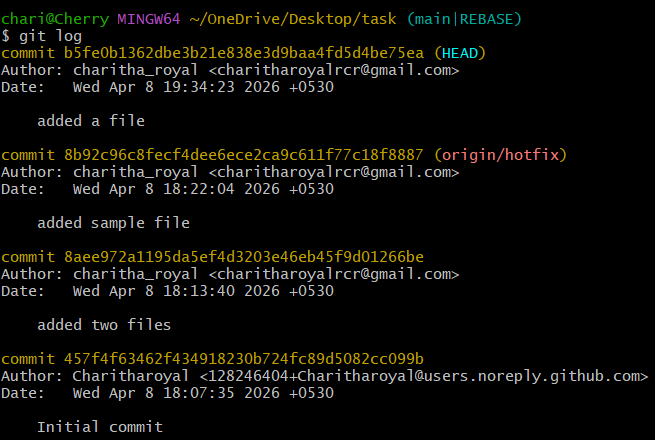 chari@Cherry MINGW64 ~/OneDrive/Desktop/task (main|REBASE)
$ git log
commit b5fe0b1362dbe3b21e838e3d9baa4fd5d4be75ea (HEAD)
Author: charitha_royal <charitharoyalrcr@gmail.com>
Date:   Wed Apr 8 19:34:23 2026 +0530
    added a file
commit 8b92c96c8fecf4dee6ece2ca9c611f77c18f8887 (origin/hotfix)
Author: charitha_royal <charitharoyalrcr@gmail.com>
Date:   Wed Apr 8 18:22:04 2026 +0530
    added sample file
commit 8aee972a1195da5ef4d3203e46eb45f9d01266be
Author: charitha_royal <charitharoyalrcr@gmail.com>
Date:   Wed Apr 8 18:13:40 2026 +0530
    added two files
commit 457f4f63462f434918230b724fc89d5082cc099b
Author: Charitharoyal <128246404+Charitharoyal@users.noreply.github.com>
Date:   Wed Apr 8 18:07:35 2026 +0530
    Initial commit